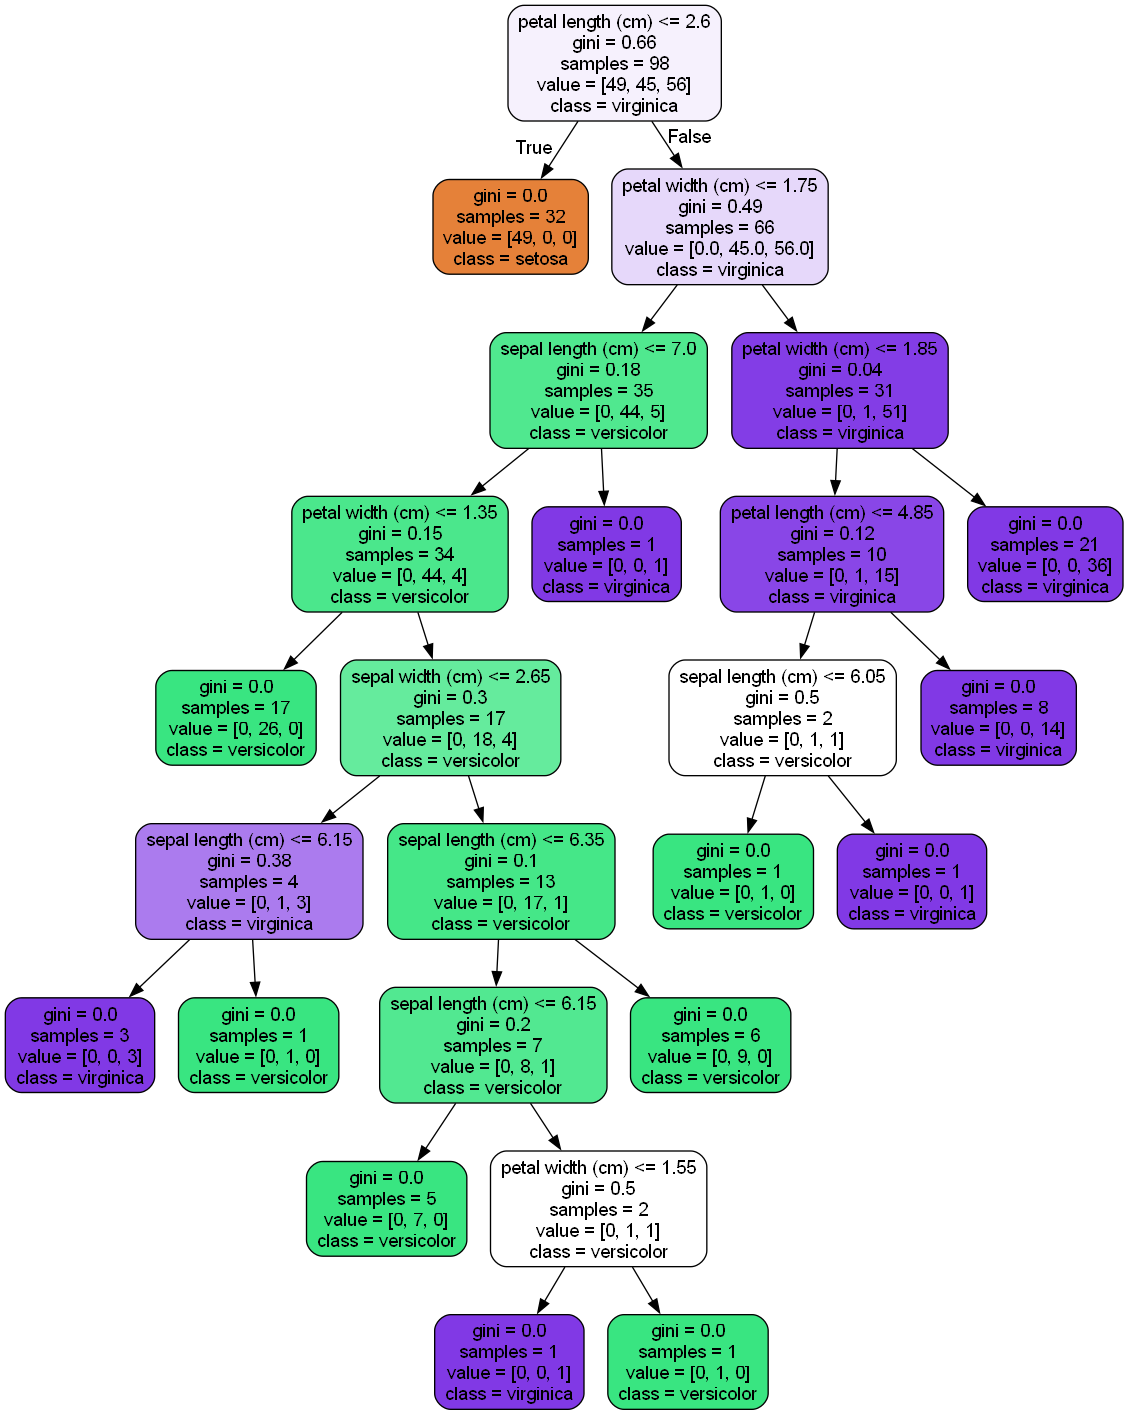 petal length (cm) <= 2.6
gini = 0.66
samples = 98
value = [49, 45, 56]
class = virginica
True
False
gini = 0.0
samples = 32
value = [49, 0, 0]
class = setosa
petal width (cm) <= 1.75
gini = 0.49
samples = 66
value = [0.0, 45.0, 56.0]
class = virginica
sepal length (cm) <= 7.0
gini = 0.18
samples = 35
value = [0, 44, 5]
class = versicolor
petal width (cm) <= 1.85
gini = 0.04
samples = 31
value = [0, 1, 51]
class = virginica
petal width (cm) <= 1.35
gini = 0.15
samples = 34
value = [0, 44, 4]
class = versicolor
gini = 0.0
samples = 1
value = [0, 0, 1]
class = virginica
petal length (cm) <= 4.85
gini = 0.12
samples = 10
value = [0, 1, 15]
class = virginica
gini = 0.0
samples = 21
value = [0, 0, 36]
class = virginica
gini = 0.0
samples = 17
value = [0, 26, 0]
class = versicolor
sepal width (cm) <= 2.65
gini = 0.3
samples = 17
value = [0, 18, 4]
class = versicolor
sepal length (cm) <= 6.05
gini = 0.5
samples = 2
value = [0, 1, 1]
class = versicolor
gini = 0.0
samples = 8
value = [0, 0, 14]
class = virginica
sepal length (cm) <= 6.15
gini = 0.38
samples = 4
value = [0, 1, 3]
class = virginica
sepal length (cm) <= 6.35
gini = 0.1
samples = 13
value = [0, 17, 1]
class = versicolor
gini = 0.0
samples = 1
value = [0, 1, 0]
class = versicolor
gini = 0.0
samples = 1
value = [0, 0, 1]
class = virginica
gini = 0.0
samples = 3
value = [0, 0, 3]
class = virginica
gini = 0.0
samples = 1
value = [0, 1, 0]
class = versicolor
sepal length (cm) <= 6.15
gini = 0.2
samples = 7
value = [0, 8, 1]
class = versicolor
gini = 0.0
samples = 6
value = [0, 9, 0]
class = versicolor
gini = 0.0
samples = 5
value = [0, 7, 0]
class = versicolor
petal width (cm) <= 1.55
gini = 0.5
samples = 2
value = [0, 1, 1]
class = versicolor
gini = 0.0
samples = 1
value = [0, 0, 1]
class = virginica
gini = 0.0
samples = 1
value = [0, 1, 0]
class = versicolor